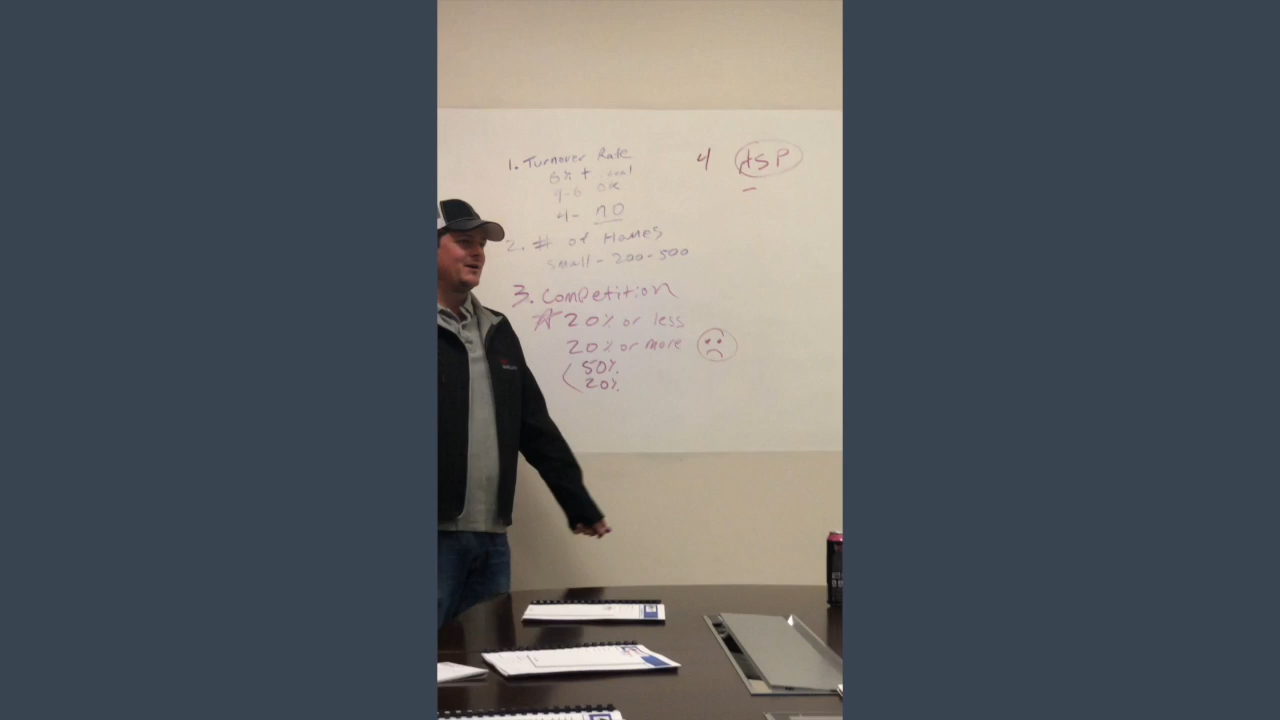 1. Turnover Rate
6% + Goal
4-6 OK
4- no
2. # of Homes
small - 200-500
3. Competition
☆ 20% or less
20% or more
50%
20%
4 ASP